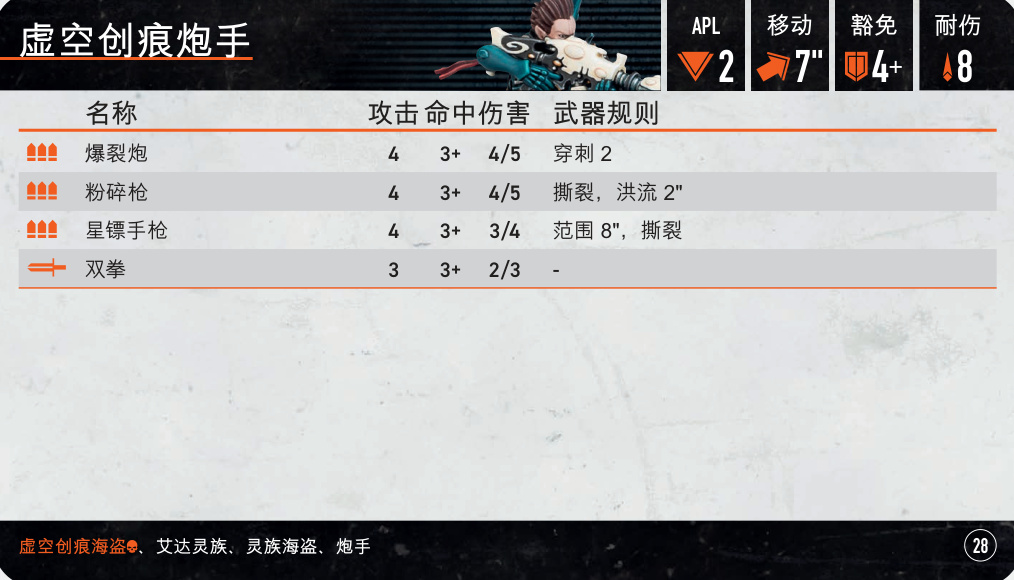 虚空创痕炮手
APL 移动 豁免 耐伤
2 7" 4+ 8
名称 攻击 命中 伤害 武器规则
爆裂炮 4 3+ 4/5 穿刺 2
粉碎枪 4 3+ 4/5 撕裂，洪流 2"
星镖手枪 4 3+ 3/4 范围 8"，撕裂
双拳 3 3+ 2/3 -
虚空创痕海盗、艾达灵族、灵族海盗、炮手
28